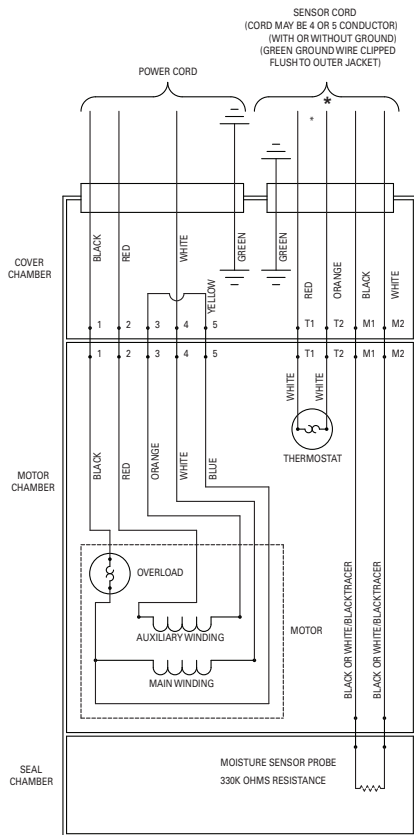 SENSOR CORD
(CORD MAY BE 4 OR 5 CONDUCTOR)
(WITH OR WITHOUT GROUND)
(GREEN GROUND WIRE CLIPPED
FLUSH TO OUTER JACKET)
POWER CORD
*
*
COVER
CHAMBER
BLACK
RED
WHITE
YELLOW
GREEN
GREEN
RED
ORANGE
BLACK
WHITE
1 2 3 4 5 T1 T2 M1 M2
1 2 3 4 5 T1 T2 M1 M2
WHITE
WHITE
THERMOSTAT
MOTOR
CHAMBER
BLACK
RED
ORANGE
WHITE
BLUE
OVERLOAD
AUXILIARY WINDING
MAIN WINDING
MOTOR
BLACK OR WHITE/BLACKTRACER
BLACK OR WHITE/BLACKTRACER
SEAL
CHAMBER
MOISTURE SENSOR PROBE
330K OHMS RESISTANCE